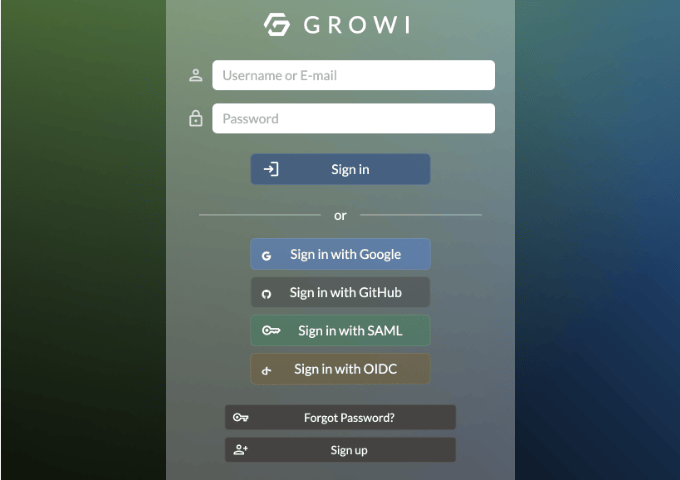 GROWI
Username or E-mail
Password
Sign in
or
Sign in with Google
Sign in with GitHub
Sign in with SAML
Sign in with OIDC
Forgot Password?
Sign up